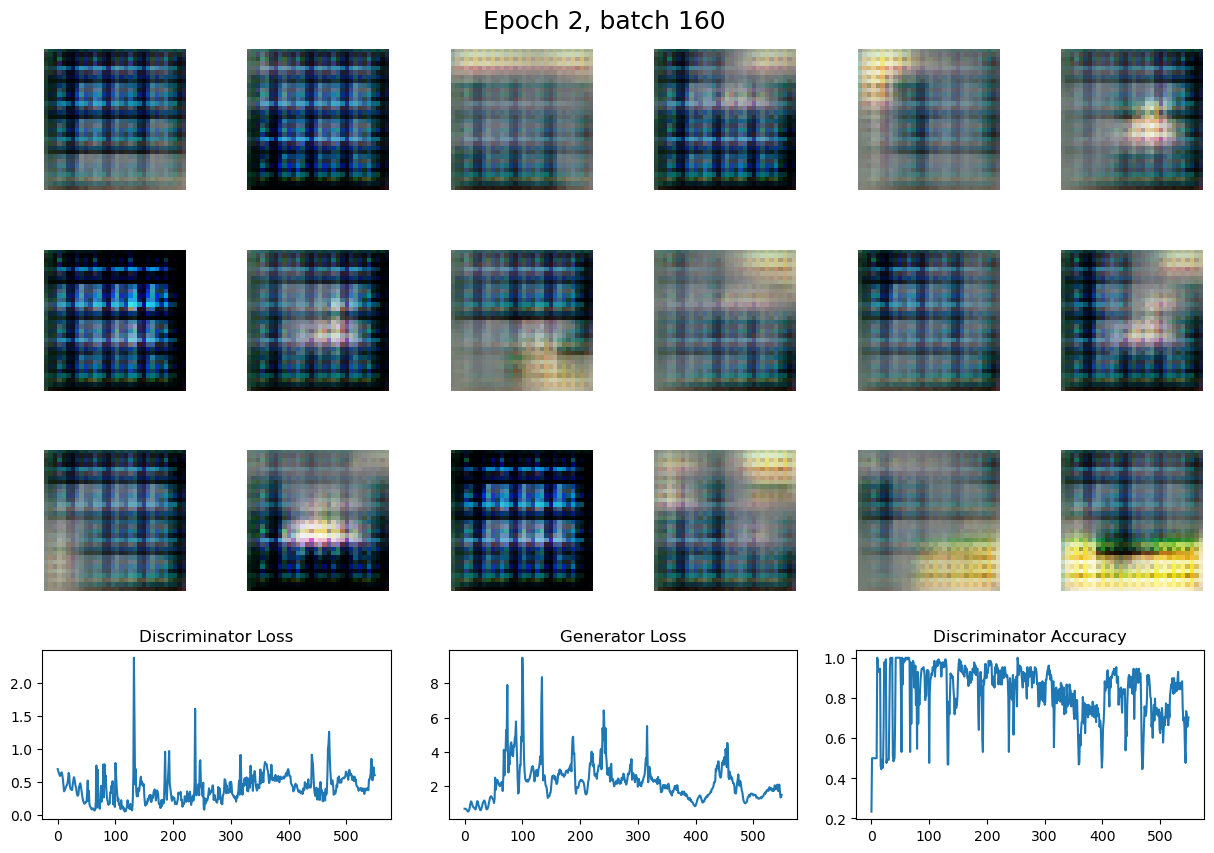 Epoch 2, batch 160
Discriminator Loss
Generator Loss
Discriminator Accuracy
2.0
1.5
1.0
0.5
0.0
0 100 200 300 400 500
8
6
4
2
0 100 200 300 400 500
1.0
0.8
0.6
0.4
0.2
0 100 200 300 400 500